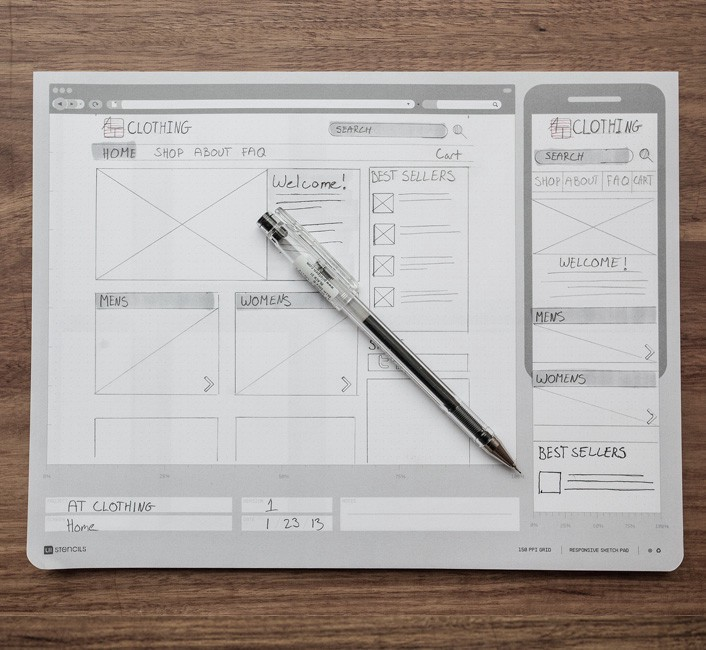 CLOTHING
SEARCH
HOME SHOP ABOUT FAQ Cart
Welcome!
BEST SELLERS
MENS
WOMENS
CLOTHING
SEARCH
SHOP ABOUT FAQ CART
WELCOME!
MENS
WOMENS
BEST SELLERS
AT CLOTHING
1
Home
1 23 13
UI STENCILS
150 PPI GRID
RESPONSIVE SKETCH PAD